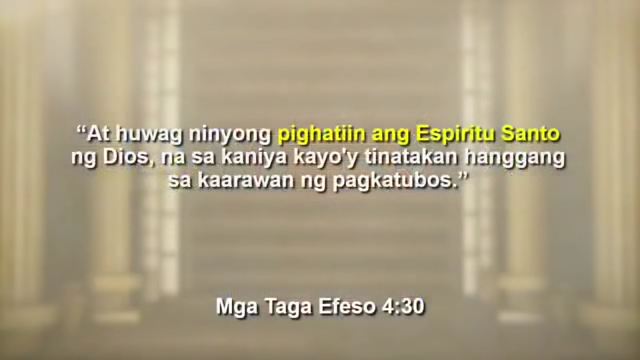 “At huwag ninyong pighatiin ang Espiritu Santo
ng Dios, na sa kaniya kayo'y tinatakan hanggang
sa kaarawan ng pagkatubos.”
Mga Taga Efeso 4:30